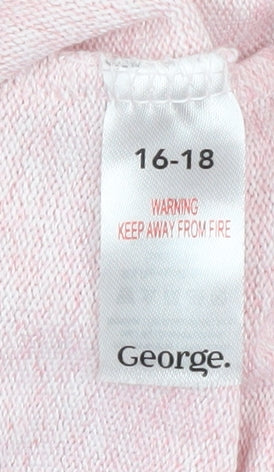 16-18
WARNING
KEEP AWAY FROM FIRE
George.